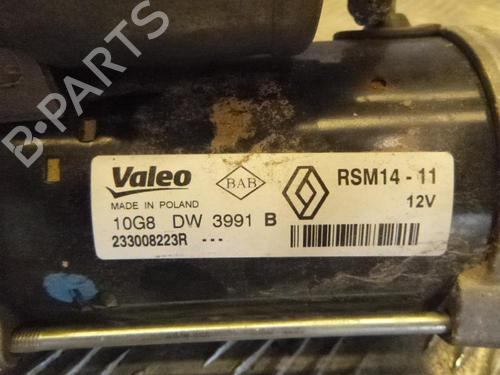 B-PARTS
Valeo BAB RSM14 - 11
MADE IN POLAND 12V
10G8 DW 3991 B
233008223R ---